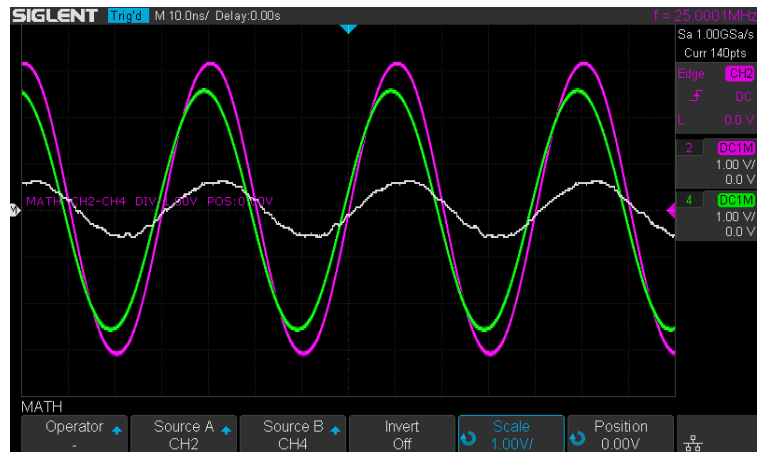 SIGLENT Trig'd M 10.0ns/ Delay:0.00s f = 25.0001MHz
Sa 1.00GSa/s
Curr 140pts
Edge CH2
DC
L 0.0 V
2 DC1M
1.00 V/
0.0 V
4 DC1M
1.00 V/
0.0 V
MATH CH2-CH4 DIV:1.00V POS:0.00V
MATH
Operator Source A Source B Invert Scale Position
- CH2 CH4 Off 1.00V/ 0.00V